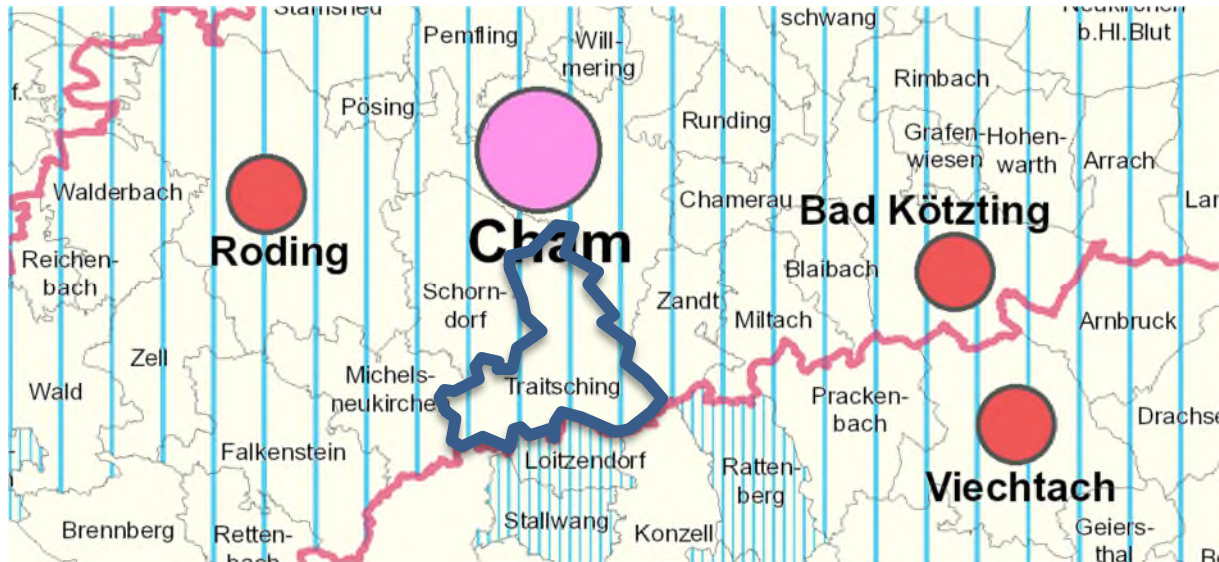 Pemfling
Will-
mering
schwang
b.Hl.Blut
Rimbach
Pösing
Runding
Grafen-
wiesen
Hohen-
warth
Arrach
Walderbach
Chamerau
Bad Kötzting
Roding
Cham
Reichen-
bach
Blaibach
Schorn-
dorf
Zandt
Miltach
Arnbruck
Zell
Wald
Michels-
neukirche
Traitsching
Pracken-
bach
Falkenstein
Loitzendorf
Ratten-
berg
Viechtach
Brennberg
Retten-
Stallwang
Konzell
Geiers-
thal